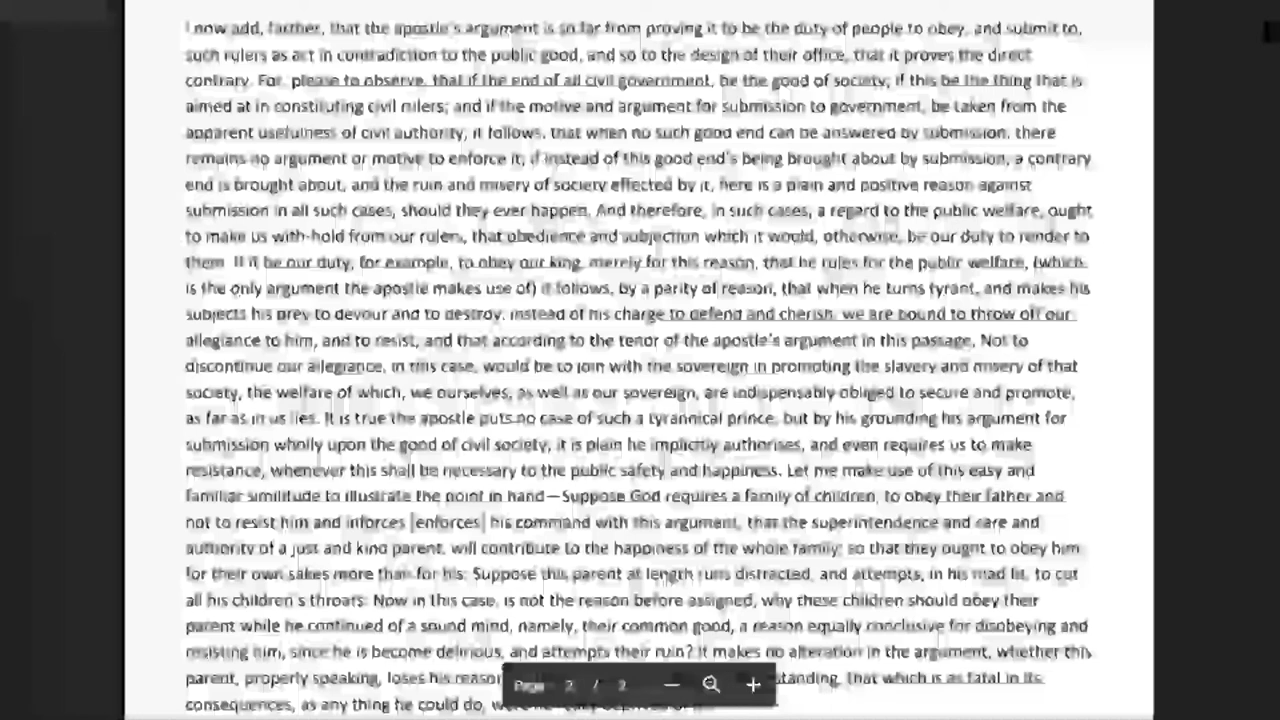 I now add, farther, that the apostle's argument is so far from proving it to be the duty of people to obey, and submit to,
such rulers as act in contradiction to the public good, and so to the design of their office, that it proves the direct
contrary. For, please to observe, that if the end of all civil government, be the good of society; if this be the thing that is
aimed at in constituting civil rulers; and if the motive and argument for submission to government, be taken from the
apparent usefulness of civil authority; it follows, that when no such good end can be answered by submission, there
remains no argument or motive to enforce it; if instead of this good end's being brought about by submission, a contrary
end is brought about, and the ruin and misery of society effected by it, here is a plain and positive reason against
submission in all such cases, should they ever happen. And therefore, in such cases, a regard to the public welfare, ought
to make us with-hold from our rulers, that obedience and subjection which it would, otherwise, be our duty to render to
them. If it be our duty, for example, to obey our king, merely for this reason, that he rules for the public welfare, (which
is the only argument the apostle makes use of) it follows, by a parity of reason, that when he turns tyrant, and makes his
subjects his prey to devour and to destroy, instead of his charge to defend and cherish, we are bound to throw off our
allegiance to him, and to resist, and that according to the tenor of the apostle's argument in this passage. Not to
discontinue our allegiance, in this case, would be to join with the sovereign in promoting the slavery and misery of that
society, the welfare of which, we ourselves, as well as our sovereign, are indispensably obliged to secure and promote,
as far as in us lies. It is true the apostle puts no case of such a tyrannical prince; but by his grounding his argument for
submission wholly upon the good of civil society; it is plain he implicitly authorises, and even requires us to make
resistance, whenever this shall be necessary to the public safety and happiness. Let me make use of this easy and
familiar similitude to illustrate the point in hand—Suppose God requires a family of children, to obey their father and
not to resist him and inforces [enforces] his command with this argument, that the superintendence and care and
authority of a just and kind parent, will contribute to the happiness of the whole family; so that they ought to obey him
for their own sakes more than for his: Suppose this parent at length runs distracted, and attempts, in his mad fit, to cut
all his children's throats: Now in this case, is not the reason before assigned, why these children should obey their
parent while he continued of a sound mind, namely, their common good, a reason equally conclusive for disobeying and
resisting him, since he is become delirious, and attempts their ruin? It makes no alteration in the argument, whether this
parent, properly speaking, loses his reason that which is as fatal in its
consequences, as any thing he could do,
Page 2 / 2